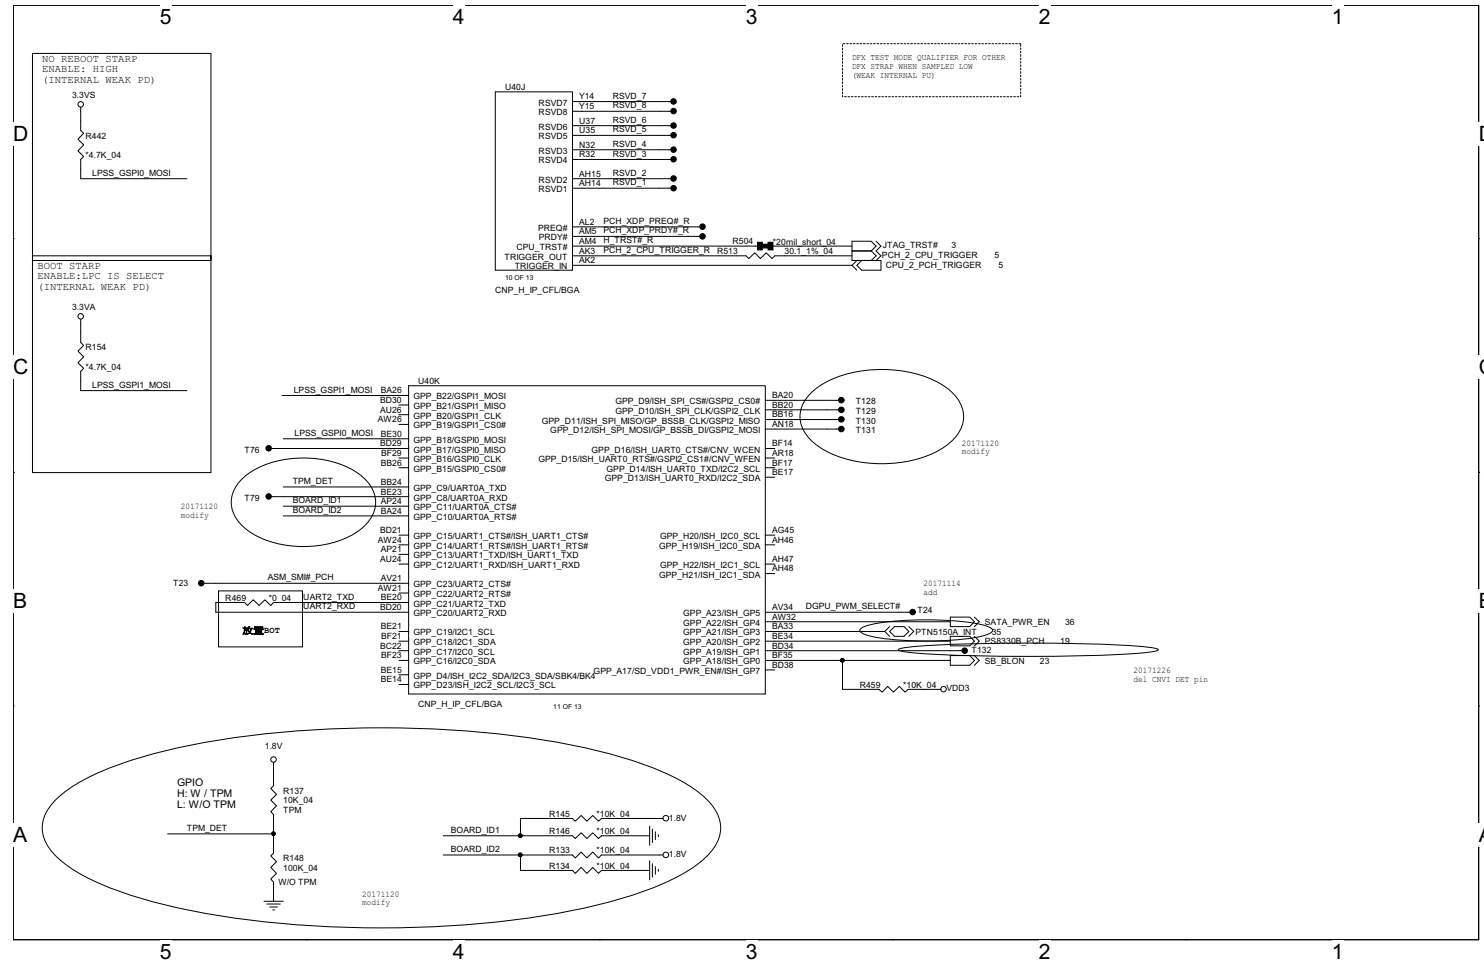 5 4 3 2 1
NO REBOOT STARP
ENABLE: HIGH
(INTERNAL WEAK PD)
3.3VS
R442
*4.7K_04
LPSS_GSPI0_MOSI
BOOT STARP
ENABLE:LPC IS SELECT
(INTERNAL WEAK PD)
3.3VA
R154
*4.7K_04
LPSS_GSPI1_MOSI
DFX TEST MODE QUALIFIER FOR OTHER
DFX STRAP WHEN SAMPLED LOW
(WEAK INTERNAL PU)
D
D
U40J
RSVD7 Y14 RSVD_7
RSVD8 Y15 RSVD_8
RSVD6 U37 RSVD_6
RSVD5 U35 RSVD_5
RSVD3 N32 RSVD_4
RSVD4 R32 RSVD_3
RSVD2 AH15 RSVD_2
RSVD1 AH14 RSVD_1
PREQ# AL2 PCH_XDP_PREQ#_R
PRDY# AM5 PCH_XDP_PRDY#_R
CPU_TRST# AM4 H_TRST#_R R504 *20mil_short_04 JTAG_TRST# 3
TRIGGER_OUT AK3 PCH_2_CPU_TRIGGER_R R513 30.1_1%_04 PCH_2_CPU_TRIGGER 5
TRIGGER_IN AK2 CPU_2_PCH_TRIGGER 5
10 OF 13
CNP_H_IP_CFL/BGA
C
C
U40K
LPSS_GSPI1_MOSI BA26 GPP_B22/GSPI1_MOSI
BD30 GPP_B21/GSPI1_MISO
AU26 GPP_B20/GSPI1_CLK
AW26 GPP_B19/GSPI1_CS0#
LPSS_GSPI0_MOSI BE30 GPP_B18/GSPI0_MOSI
T76 BD29 GPP_B17/GSPI0_MISO
BF29 GPP_B16/GSPI0_CLK
BB26 GPP_B15/GSPI0_CS0#
TPM_DET BB24 GPP_C9/UART0A_TXD
T79 BE23 GPP_C8/UART0A_RXD
BOARD_ID1 AP24 GPP_C11/UART0A_CTS#
BOARD_ID2 BA24 GPP_C10/UART0A_RTS#
20171120
modify
BD21 GPP_C15/UART1_CTS#/ISH_UART1_CTS#
AW24 GPP_C14/UART1_RTS#/ISH_UART1_RTS#
AP21 GPP_C13/UART1_TXD/ISH_UART1_TXD
AU24 GPP_C12/UART1_RXD/ISH_UART1_RXD
T23 ASM_SMI#_PCH AV21 GPP_C23/UART2_CTS#
AW21 GPP_C22/UART2_RTS#
R469 *0_04 UART2_TXD BE20 GPP_C21/UART2_TXD
UART2_RXD BD20 GPP_C20/UART2_RXD
放置BOT
BE21 GPP_C19/I2C1_SCL
BF21 GPP_C18/I2C1_SDA
BC22 GPP_C17/I2C0_SCL
BF23 GPP_C16/I2C0_SDA
BE15 GPP_D4/ISH_I2C2_SDA/I2C3_SDA/SBK4/BK4
BE14 GPP_D23/ISH_I2C2_SCL/I2C3_SCL
CNP_H_IP_CFL/BGA
11 OF 13
GPP_D9/ISH_SPI_CS#/GSPI2_CS0# BA20 T128
GPP_D10/ISH_SPI_CLK/GSPI2_CLK BB20 T129
GPP_D11/ISH_SPI_MISO/GP_BSSB_CLK/GSPI2_MISO BB16 T130
GPP_D12/ISH_SPI_MOSI/GP_BSSB_DI/GSPI2_MOSI AN18 T131
20171120
modify
GPP_D16/ISH_UART0_CTS#/CNV_WCEN BF14
GPP_D15/ISH_UART0_RTS#/GSPI2_CS1#/CNV_WFEN AR18
GPP_D14/ISH_UART0_TXD/I2C2_SCL BF17
GPP_D13/ISH_UART0_RXD/I2C2_SDA BE17
GPP_H20/ISH_I2C0_SCL AG45
GPP_H19/ISH_I2C0_SDA AH46
GPP_H22/ISH_I2C1_SCL AH47
GPP_H21/ISH_I2C1_SDA AH48
20171114
add
GPP_A23/ISH_GP5 AV34 DGPU_PWM_SELECT# T24
GPP_A22/ISH_GP4 AW32 SATA_PWR_EN 36
GPP_A21/ISH_GP3 BA33 PTN5150A_INT 35
GPP_A20/ISH_GP2 BE34 PS8330B_PCH 19
GPP_A19/ISH_GP1 BD34 T132
GPP_A18/ISH_GP0 BF35 SB_BLON 23
GPP_A17/SD_VDD1_PWR_EN#/ISH_GP7 BD38
R459 *10K_04 VDD3
20171226
del CNVI DET pin
B
B
1.8V
GPIO
H: W / TPM
L: W/O TPM
R137
10K_04
TPM
TPM_DET
R148
100K_04
W/O TPM
20171120
modify
BOARD_ID1 R145 *10K_04 1.8V
R146 *10K_04
BOARD_ID2 R133 *10K_04 1.8V
R134 *10K_04
A
A
5 4 3 2 1